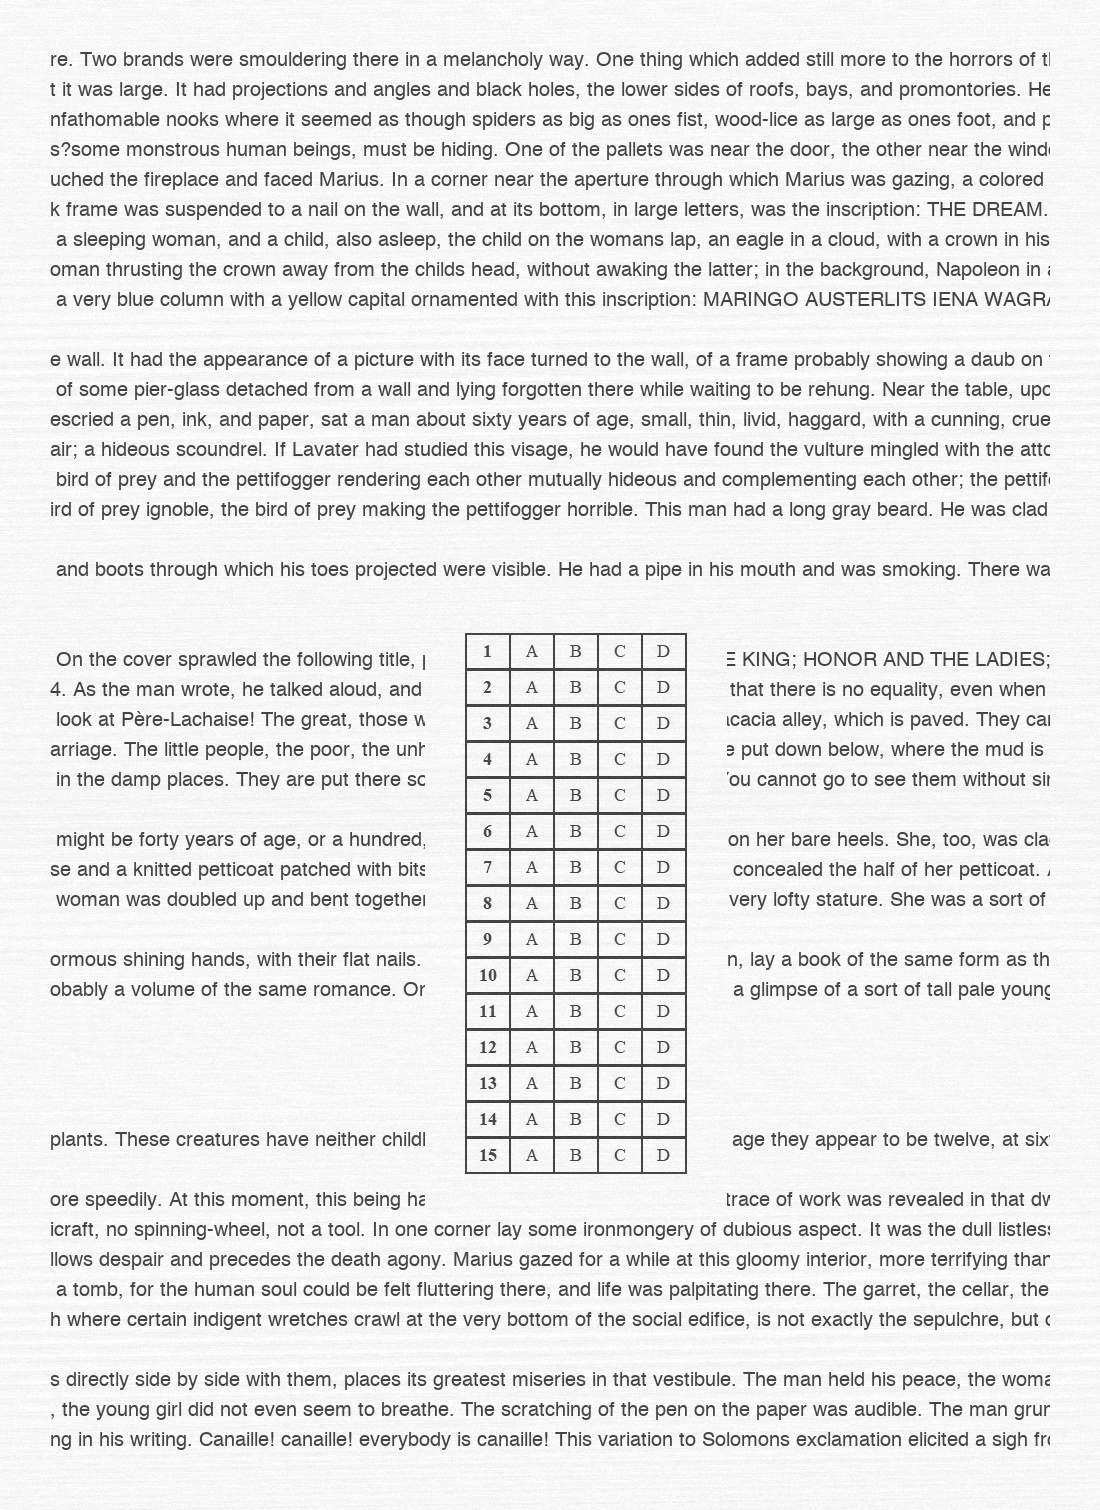 re. Two brands were smouldering there in a melancholy way. One thing which added still more to the horrors of
t it was large. It had projections and angles and black holes, the lower sides of roofs, bays, and promontories. He
nfathomable nooks where it seemed as though spiders as big as ones fist, wood-lice as large as ones foot, and
s?some monstrous human beings, must be hiding. One of the pallets was near the door, the other near the
uched the fireplace and faced Marius. In a corner near the aperture through which Marius was gazing, a colored
k frame was suspended to a nail on the wall, and at its bottom, in large letters, was the inscription: THE DREAM.
a sleeping woman, and a child, also asleep, the child on the womans lap, an eagle in a cloud, with a crown in his
oman thrusting the crown away from the childs head, without awaking the latter; in the background, Napoleon in
a very blue column with a yellow capital ornamented with this inscription: MARINGO AUSTERLITS IENA WAGRA
e wall. It had the appearance of a picture with its face turned to the wall, of a frame probably showing a daub on
of some pier-glass detached from a wall and lying forgotten there while waiting to be rehung. Near the table, upo
escried a pen, ink, and paper, sat a man about sixty years of age, small, thin, livid, haggard, with a cunning, crue
air; a hideous scoundrel. If Lavater had studied this visage, he would have found the vulture mingled with the atto
bird of prey and the pettifogger rendering each other mutually hideous and complementing each other; the pettif
ird of prey ignoble, the bird of prey making the pettifogger horrible. This man had a long gray beard. He was clad
and boots through which his toes projected were visible. He had a pipe in his mouth and was smoking. There wa
On the cover sprawled the following title, E KING; HONOR AND THE LADIES;
4. As the man wrote, he talked aloud, and that there is no equality, even when
look at Père-Lachaise! The great, those w acacia alley, which is paved. They can
arriage. The little people, the poor, the unh e put down below, where the mud is
in the damp places. They are put there so You cannot go to see them without sin
might be forty years of age, or a hundred, on her bare heels. She, too, was cla
se and a knitted petticoat patched with bits concealed the half of her petticoat.
woman was doubled up and bent together very lofty stature. She was a sort of
ormous shining hands, with their flat nails. n, lay a book of the same form as th
obably a volume of the same romance. On a glimpse of a sort of tall pale young
plants. These creatures have neither child age they appear to be twelve, at six
ore speedily. At this moment, this being ha trace of work was revealed in that dw
icraft, no spinning-wheel, not a tool. In one corner lay some ironmongery of dubious aspect. It was the dull listless
llows despair and precedes the death agony. Marius gazed for a while at this gloomy interior, more terrifying than
a tomb, for the human soul could be felt fluttering there, and life was palpitating there. The garret, the cellar, the
h where certain indigent wretches crawl at the very bottom of the social edifice, is not exactly the sepulchre, but
s directly side by side with them, places its greatest miseries in that vestibule. The man held his peace, the woma
, the young girl did not even seem to breathe. The scratching of the pen on the paper was audible. The man grum
ng in his writing. Canaille! canaille! everybody is canaille! This variation to Solomons exclamation elicited a sigh fro
1 A B C D
2 A B C D
3 A B C D
4 A B C D
5 A B C D
6 A B C D
7 A B C D
8 A B C D
9 A B C D
10 A B C D
11 A B C D
12 A B C D
13 A B C D
14 A B C D
15 A B C D